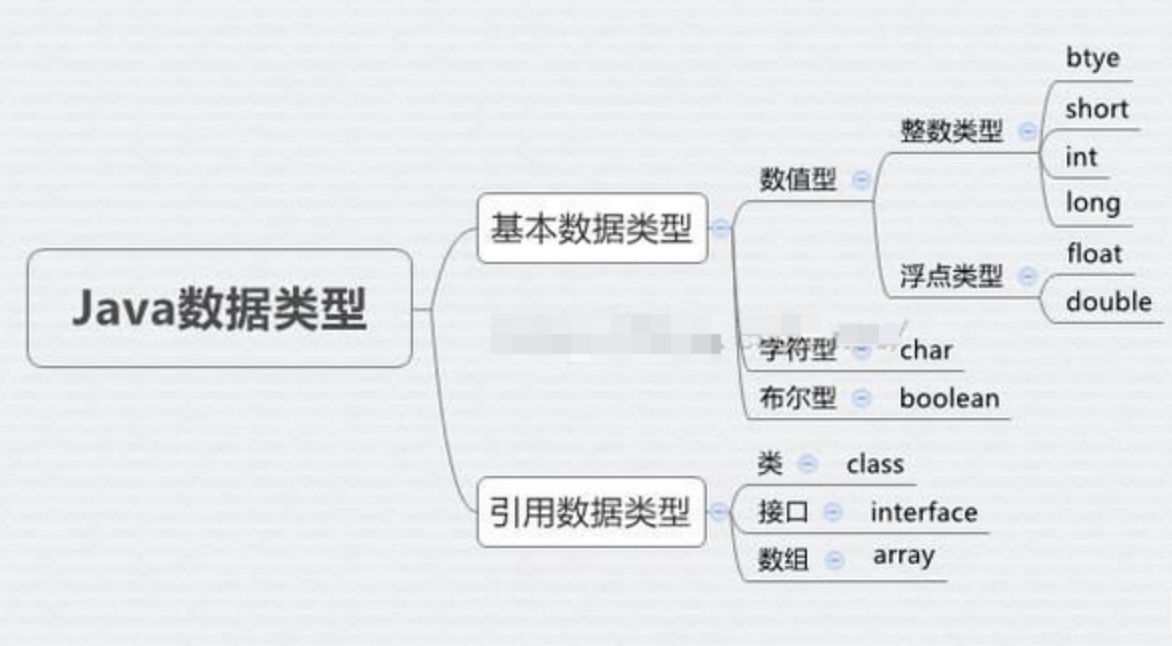 Java数据类型
基本数据类型
数值型
整数类型
btye
short
int
long
浮点类型
float
double
字符型 char
布尔型 boolean
引用数据类型
类 class
接口 interface
数组 array